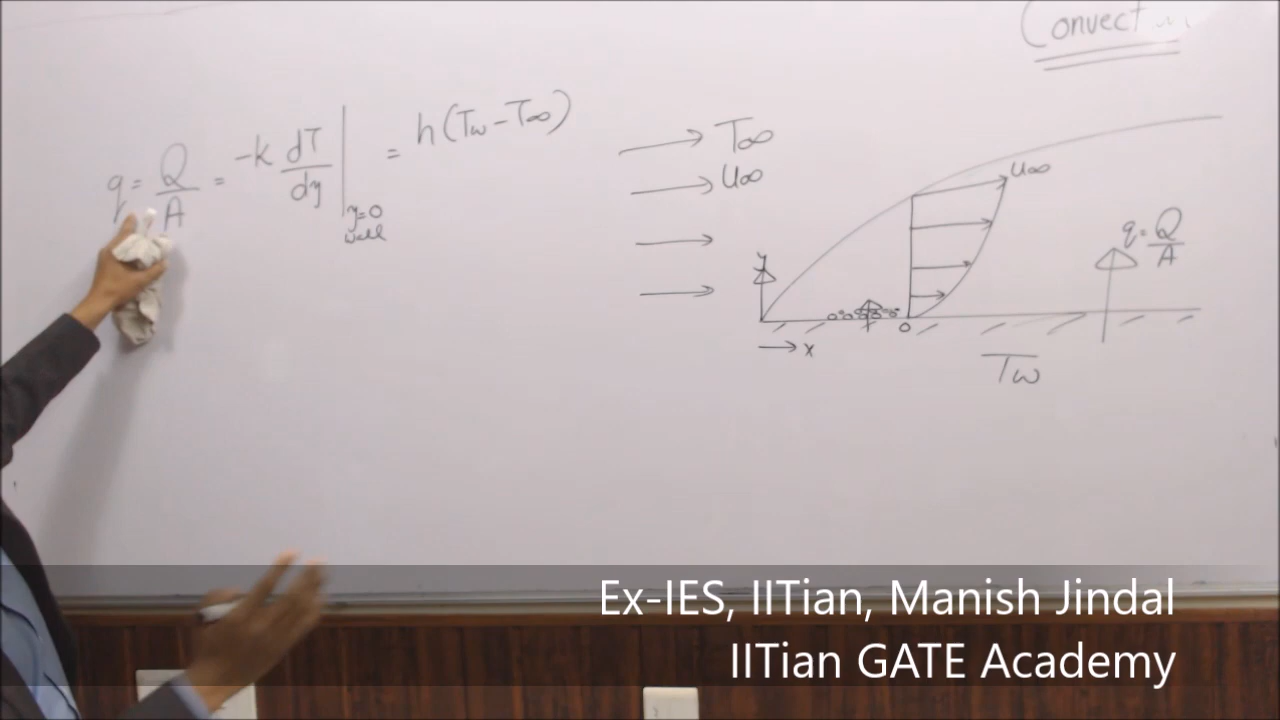 Convect
q = Q/A = -k dT/dy | y=0 wall = h(Tw - T∞)
T∞
U∞
U∞
y
q = Q/A
0
x
Tw
Ex-IES, IITian, Manish Jindal
IITian GATE Academy